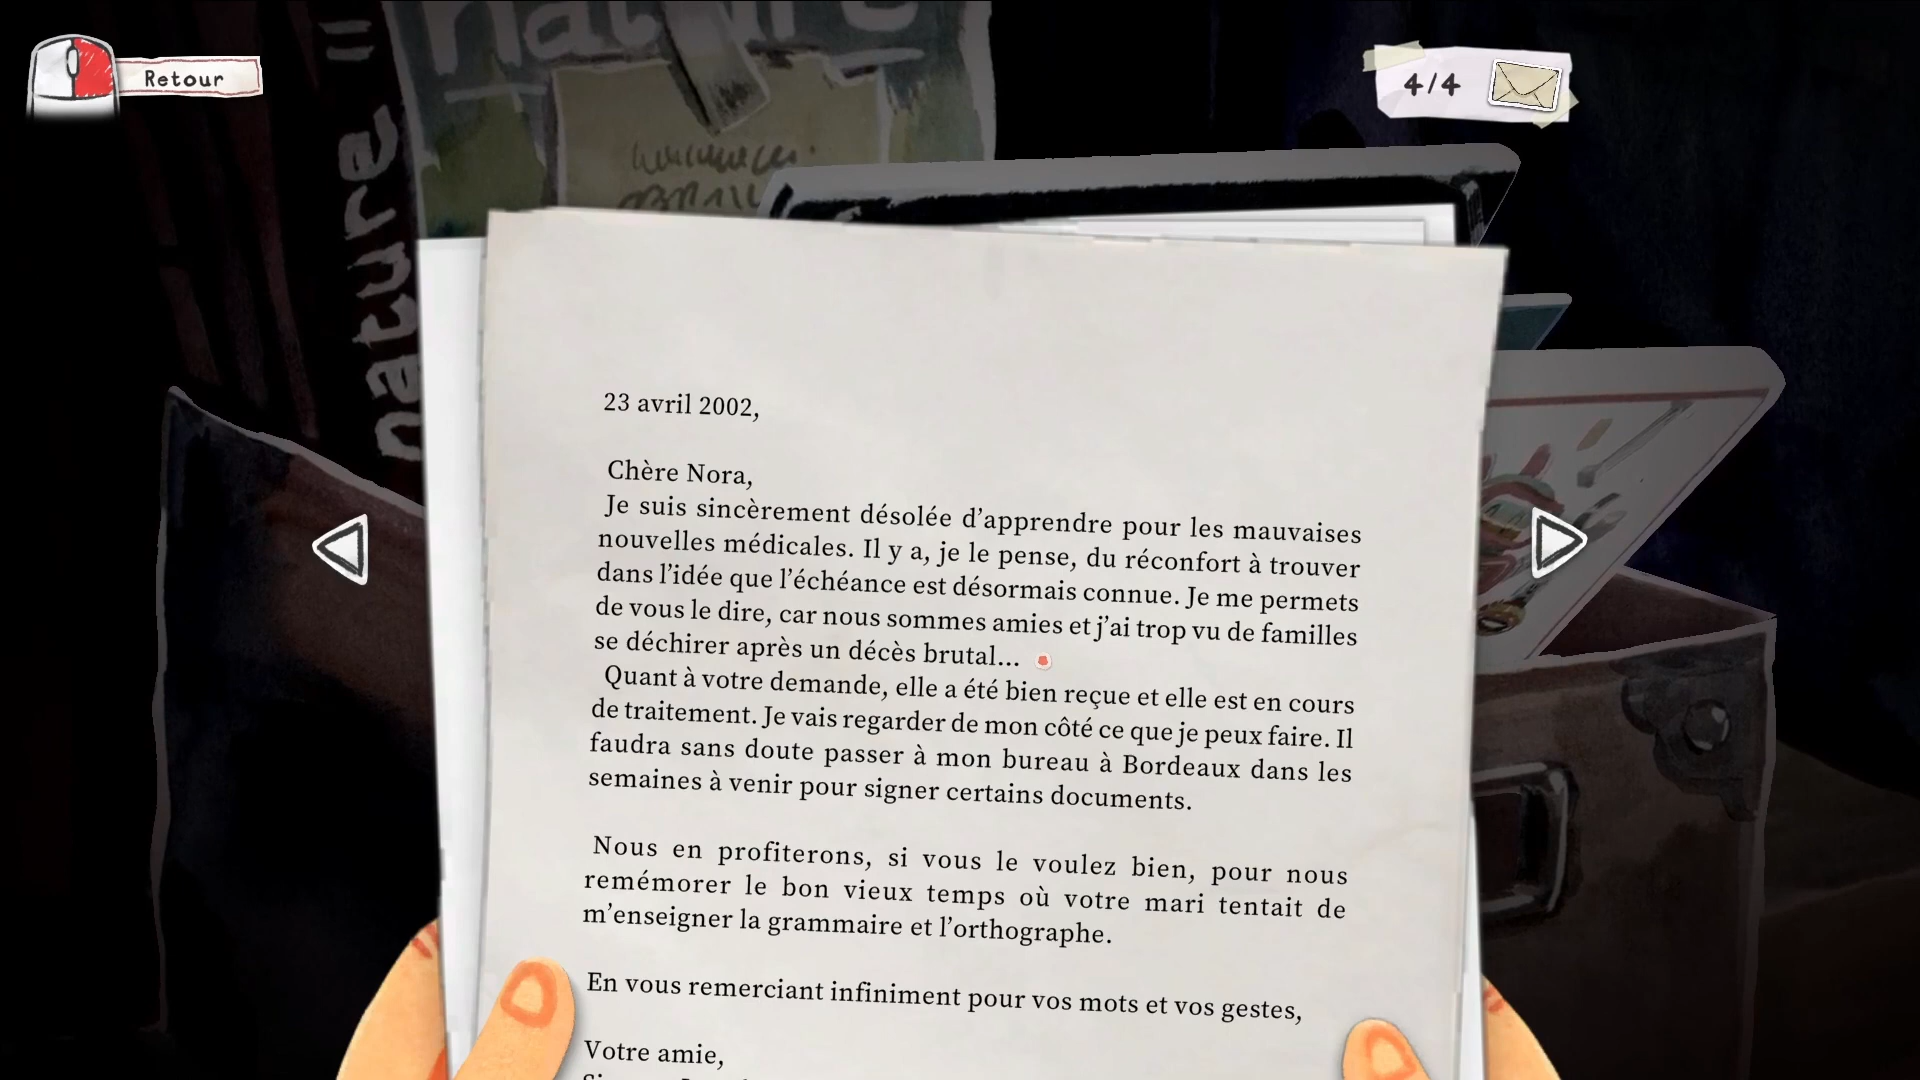 nature
nature
Retour
4/4
23 avril 2002,
Chère Nora,
Je suis sincèrement désolée d'apprendre pour les mauvaises
nouvelles médicales. Il y a, je le pense, du réconfort à trouver
dans l'idée que l'échéance est désormais connue. Je me permets
de vous le dire, car nous sommes amies et j'ai trop vu de familles
se déchirer après un décès brutal...
Quant à votre demande, elle a été bien reçue et elle est en cours
de traitement. Je vais regarder de mon côté ce que je peux faire. Il
faudra sans doute passer à mon bureau à Bordeaux dans les
semaines à venir pour signer certains documents.
Nous en profiterons, si vous le voulez bien, pour nous
remémorer le bon vieux temps où votre mari tentait de
m'enseigner la grammaire et l'orthographe.
En vous remerciant infiniment pour vos mots et vos gestes,
Votre amie,